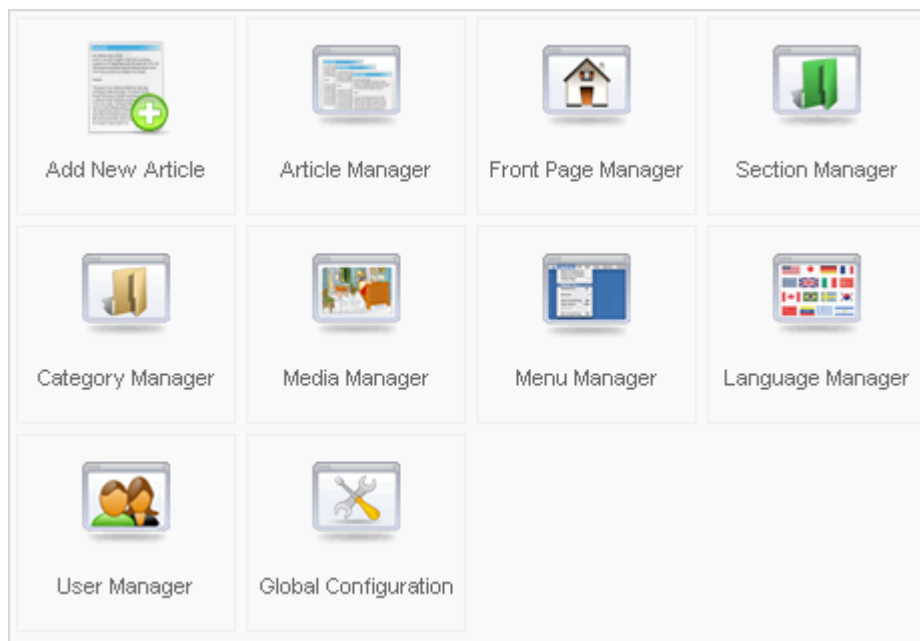 Add New Article
Article Manager
Front Page Manager
Section Manager
Category Manager
Media Manager
Menu Manager
Language Manager
User Manager
Global Configuration